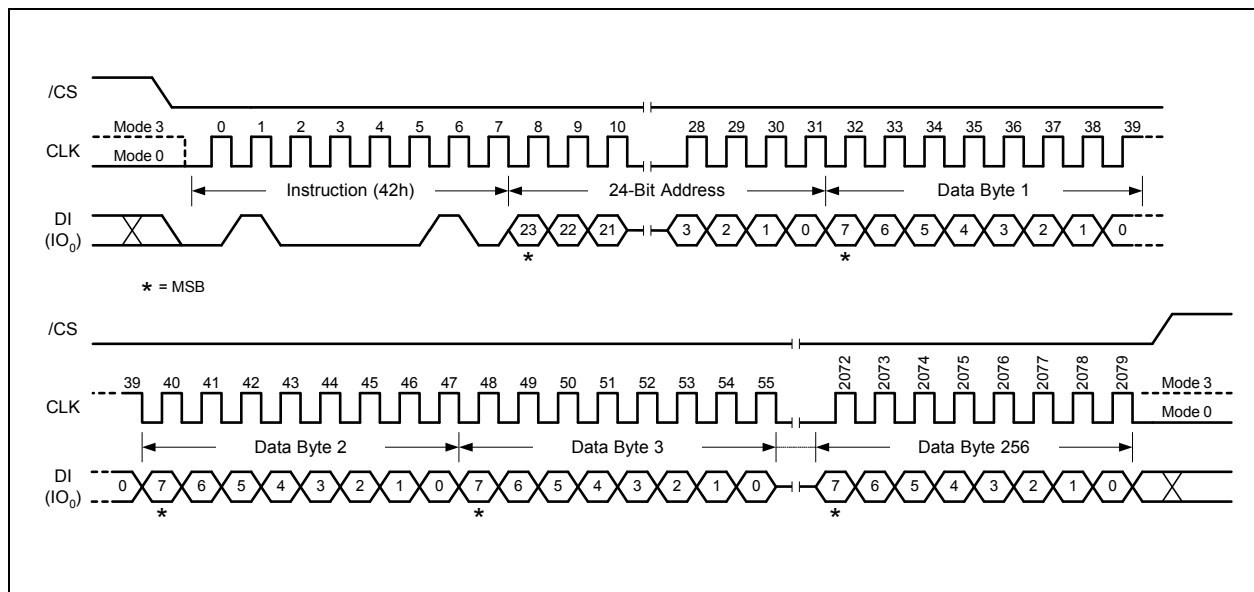 /CS
Mode 3 0 1 2 3 4 5 6 7 8 9 10 28 29 30 31 32 33 34 35 36 37 38 39
CLK
Mode 0
Instruction (42h) 24-Bit Address Data Byte 1
DI
(IO₀)
23 22 21 3 2 1 0 7 6 5 4 3 2 1 0
* *
* = MSB
/CS
39 40 41 42 43 44 45 46 47 48 49 50 51 52 53 54 55 2072 2073 2074 2075 2076 2077 2078 2079
Mode 3
CLK
Mode 0
Data Byte 2 Data Byte 3 Data Byte 256
DI
(IO₀)
0 7 6 5 4 3 2 1 0 7 6 5 4 3 2 1 0 7 6 5 4 3 2 1 0
* * *